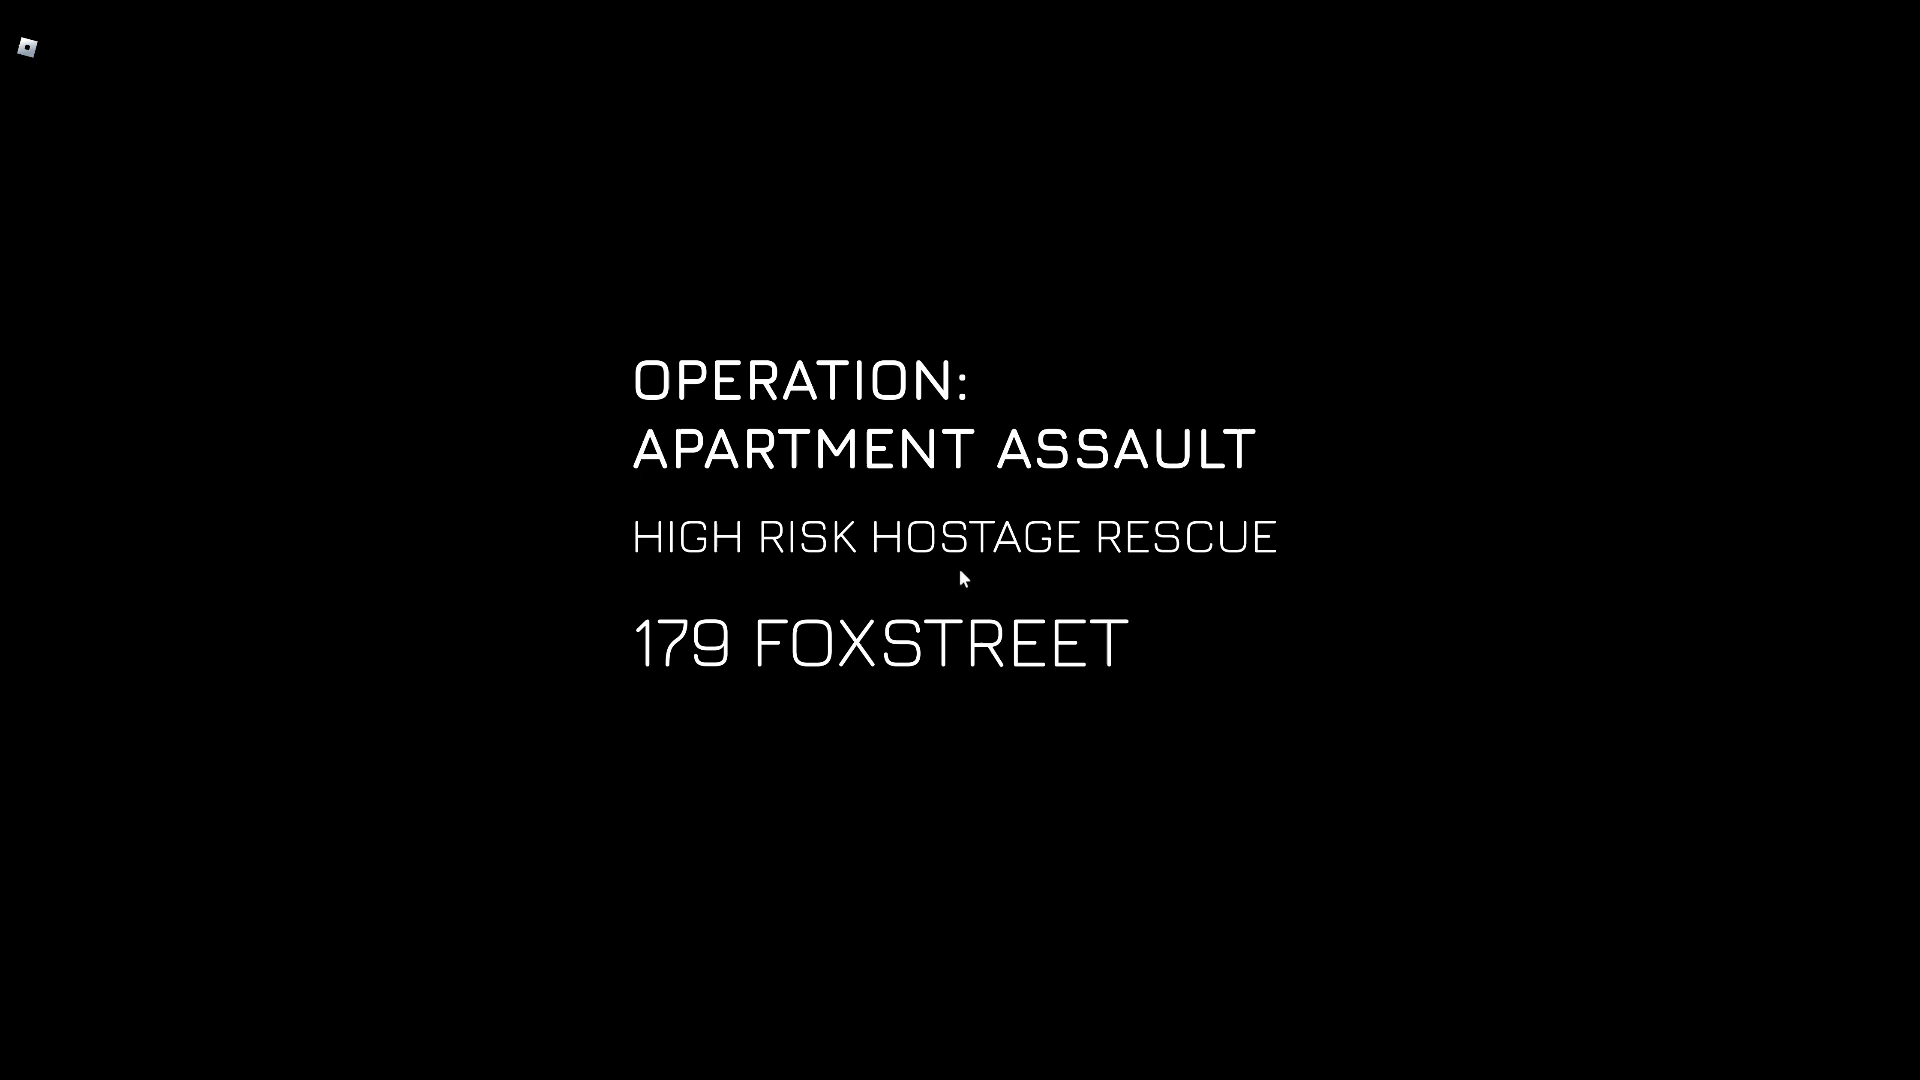 OPERATION:
APARTMENT ASSAULT
HIGH RISK HOSTAGE RESCUE
179 FOXSTREET